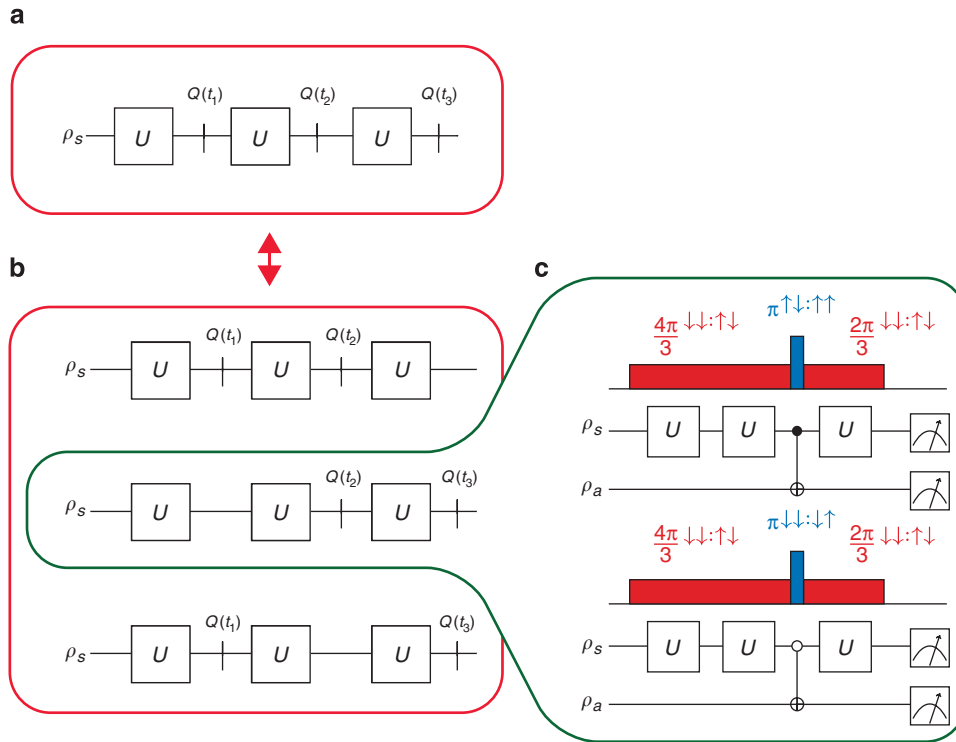 a
Q(t₁) Q(t₂) Q(t₃)
ρₛ U U U
b
Q(t₁) Q(t₂)
ρₛ U U U
Q(t₂) Q(t₃)
ρₛ U U U
Q(t₁) Q(t₃)
ρₛ U U U
c
4π/3 ↓↓:↑↓ π ↑↓:↑↑ 2π/3 ↓↓:↑↓
ρₛ U U U
ρₐ
4π/3 ↓↓:↑↓ π ↓↓:↓↑ 2π/3 ↓↓:↑↓
ρₛ U U U
ρₐ